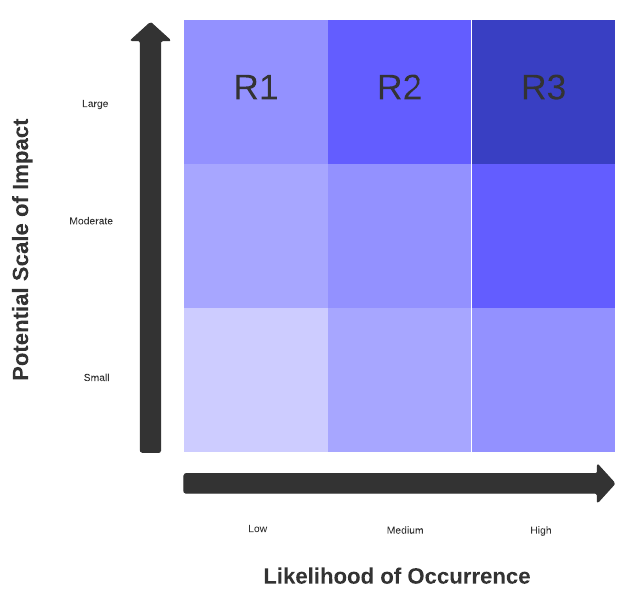 R1
R2
R3
Large
Moderate
Small
Potential Scale of Impact
Low
Medium
High
Likelihood of Occurrence